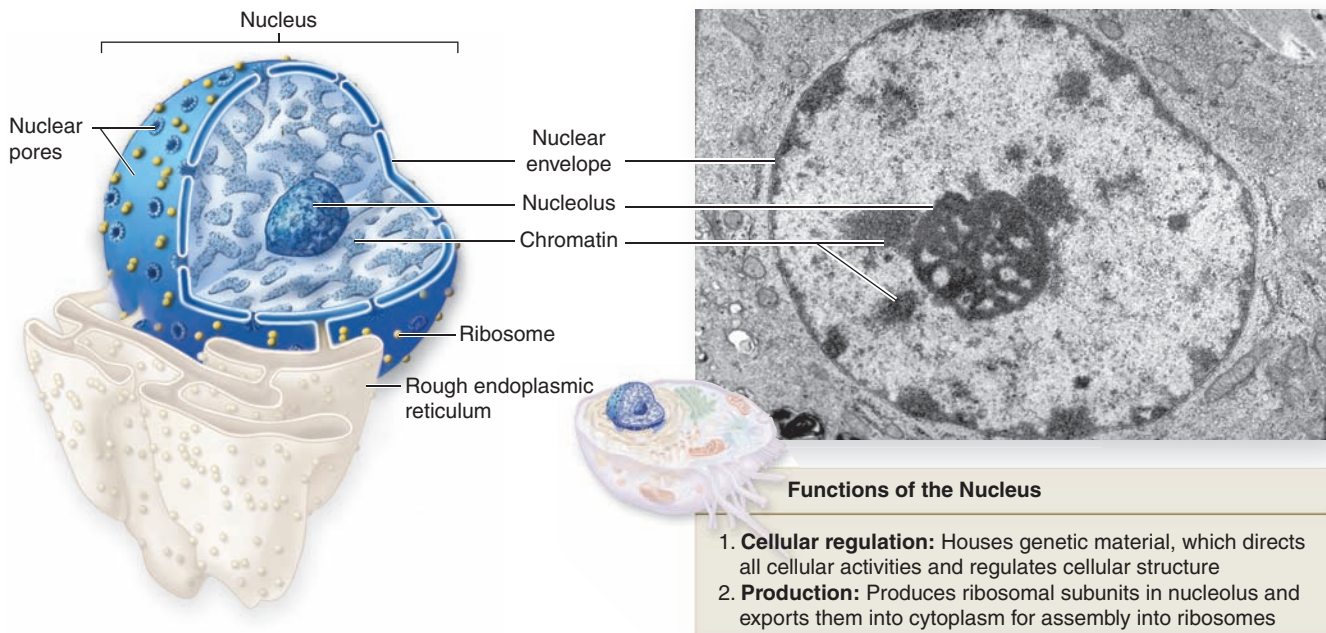 Nucleus
Nuclear
pores
Nuclear
envelope
Nucleolus
Chromatin
Ribosome
Rough endoplasmic
reticulum
Functions of the Nucleus
1. Cellular regulation: Houses genetic material, which directs
all cellular activities and regulates cellular structure
2. Production: Produces ribosomal subunits in nucleolus and
exports them into cytoplasm for assembly into ribosomes